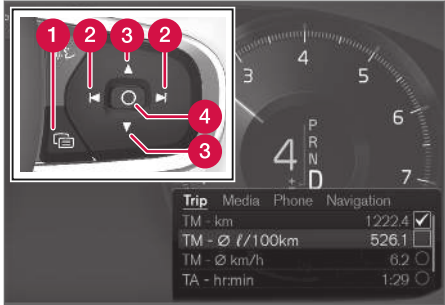 1
2
3
2
4
3
3
4
5
6
7
4
P
R
N
D
+
-
Trip Media Phone Navigation
TM - km 1222.4
TM - Ø ℓ/100km 526.1
TM - Ø km/h 6.2
TA - hr:min 1:29